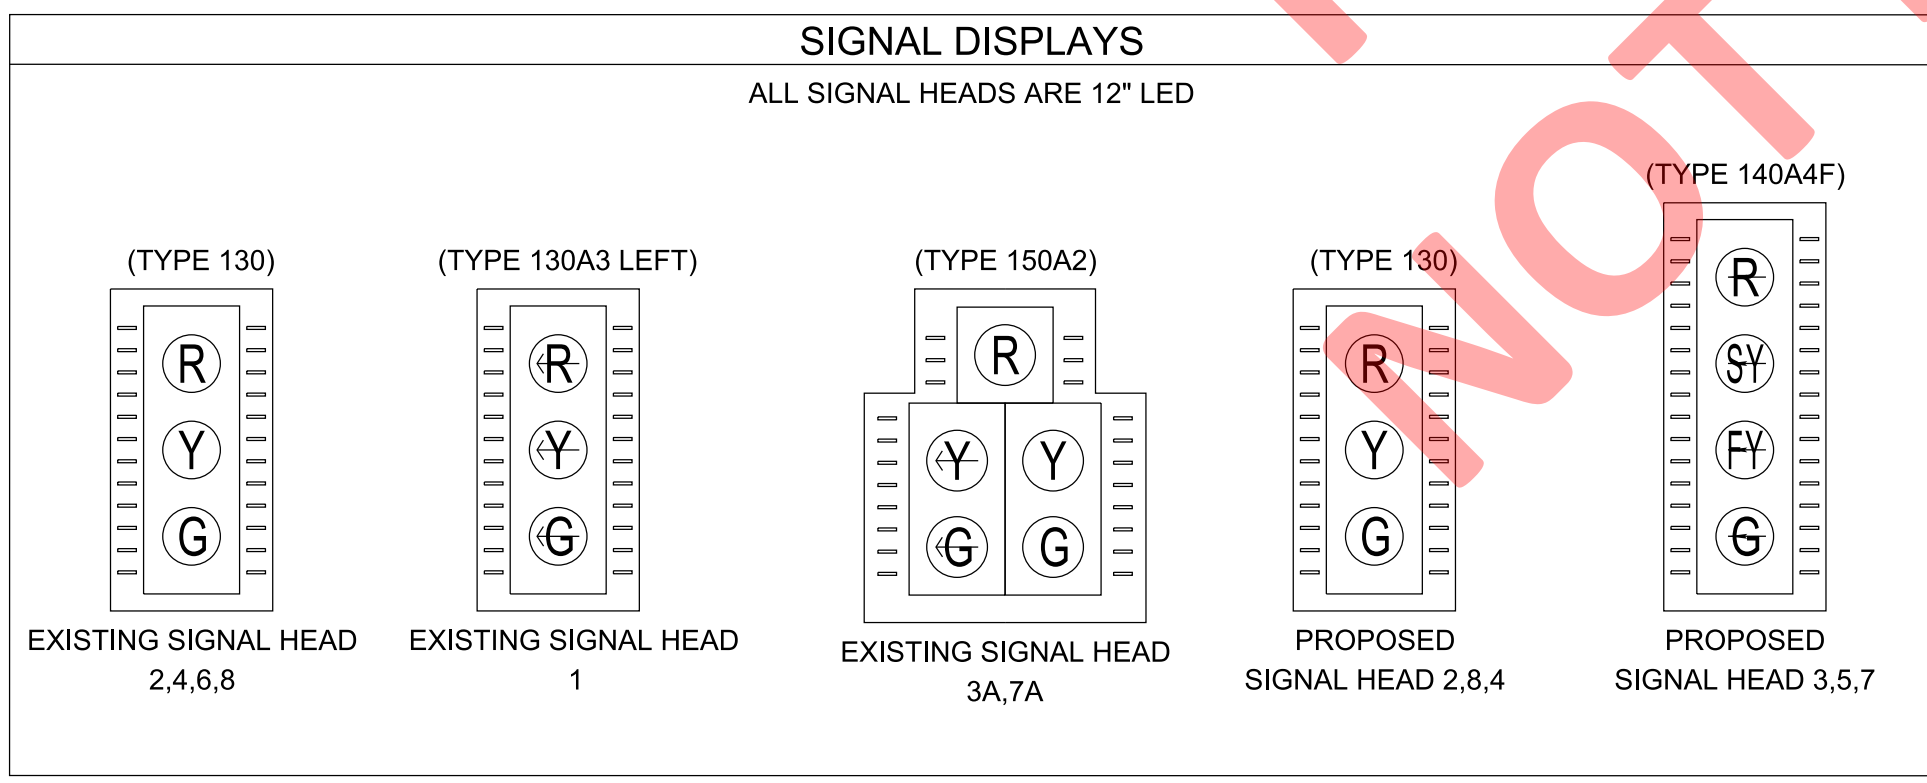 SIGNAL DISPLAYS
ALL SIGNAL HEADS ARE 12" LED
(TYPE 130)
R
Y
G
EXISTING SIGNAL HEAD
2,4,6,8
(TYPE 130A3 LEFT)
R
Y
G
EXISTING SIGNAL HEAD
1
(TYPE 150A2)
R
Y Y
G G
EXISTING SIGNAL HEAD
3A,7A
(TYPE 130)
R
Y
G
PROPOSED
SIGNAL HEAD 2,8,4
(TYPE 140A4F)
R
SY
FY
G
PROPOSED
SIGNAL HEAD 3,5,7
NOT